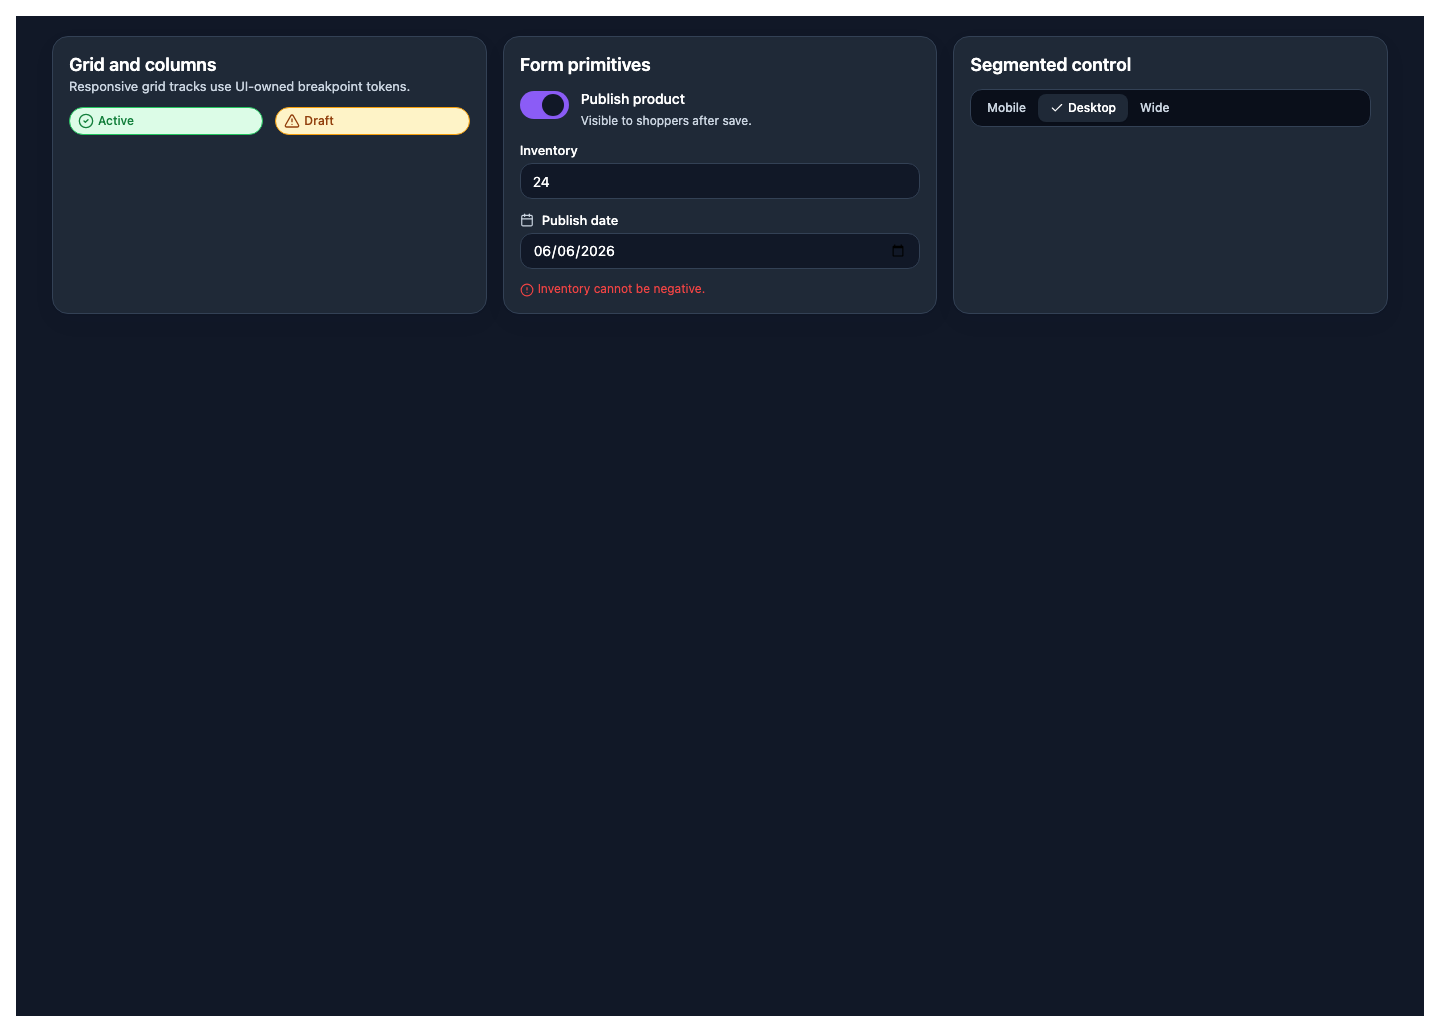 Grid and columns
Responsive grid tracks use UI-owned breakpoint tokens.
Active
Draft
Form primitives
Publish product
Visible to shoppers after save.
Inventory
24
Publish date
06/06/2026
Inventory cannot be negative.
Segmented control
Mobile
Desktop
Wide